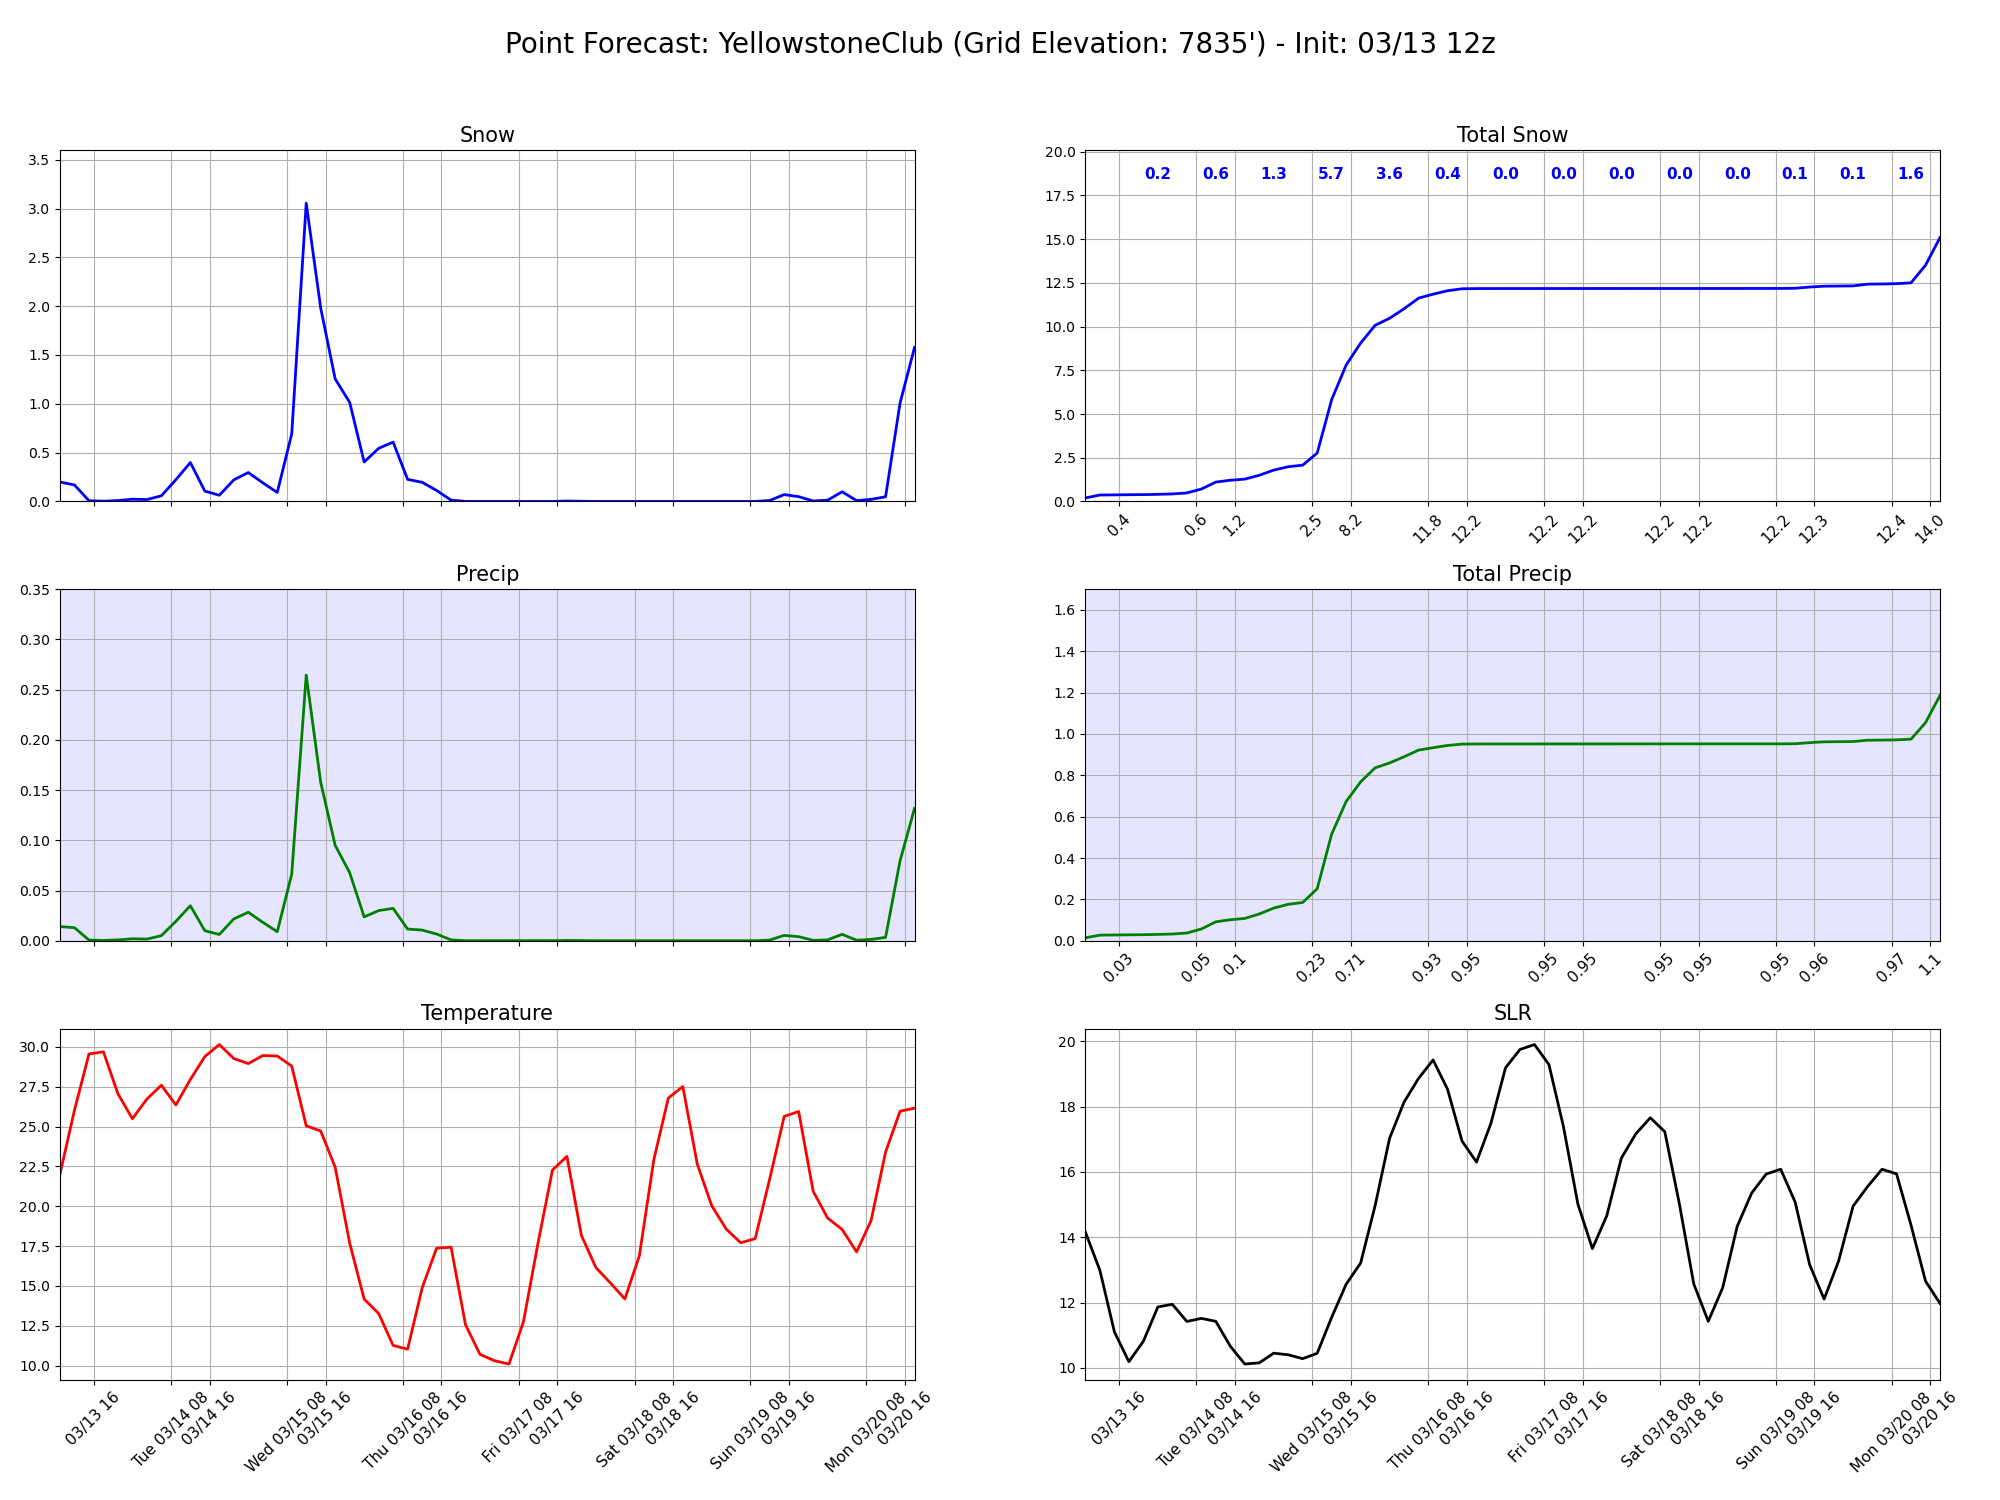 Point Forecast: YellowstoneClub (Grid Elevation: 7835') - Init: 03/13 12z
Snow
3.5
3.0
2.5
2.0
1.5
1.0
0.5
0.0
Total Snow
20.0
17.5
15.0
12.5
10.0
7.5
5.0
2.5
0.0
0.2 0.6 1.3 5.7 3.6 0.4 0.0 0.0 0.0 0.0 0.0 0.1 0.1 1.6
0.4 0.6 1.2 2.5 8.2 11.8 12.2 12.2 12.2 12.2 12.2 12.2 12.3 12.4 14.0
Precip
0.35
0.30
0.25
0.20
0.15
0.10
0.05
0.00
Total Precip
1.6
1.4
1.2
1.0
0.8
0.6
0.4
0.2
0.0
0.03 0.05 0.1 0.23 0.71 0.93 0.95 0.95 0.95 0.95 0.95 0.95 0.96 0.97 1.1
Temperature
30.0
27.5
25.0
22.5
20.0
17.5
15.0
12.5
10.0
03/13 16
Tue 03/14 08
03/14 16
Wed 03/15 08
03/15 16
Thu 03/16 08
03/16 16
Fri 03/17 08
03/17 16
Sat 03/18 08
03/18 16
Sun 03/19 08
03/19 16
Mon 03/20 08
03/20 16
SLR
20
18
16
14
12
10
03/13 16
Tue 03/14 08
03/14 16
Wed 03/15 08
03/15 16
Thu 03/16 08
03/16 16
Fri 03/17 08
03/17 16
Sat 03/18 08
03/18 16
Sun 03/19 08
03/19 16
Mon 03/20 08
03/20 16